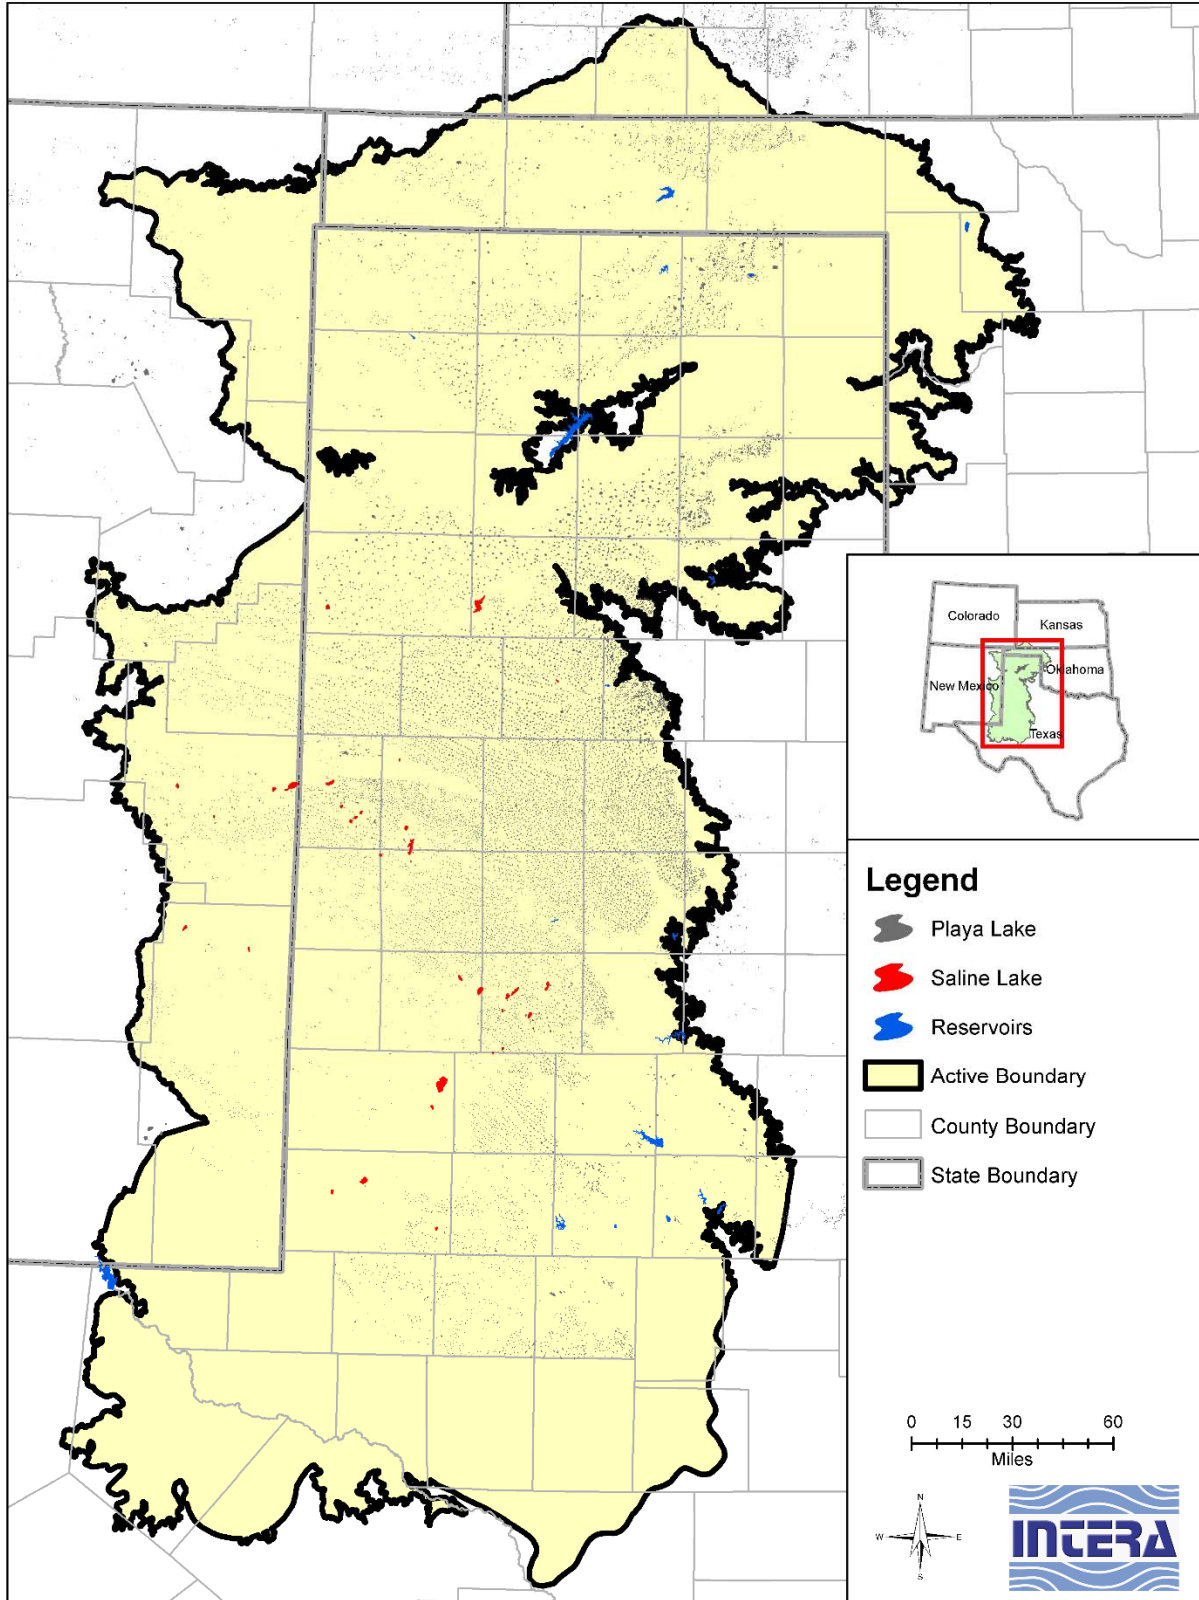 Colorado
Kansas
New Mexico
Oklahoma
Texas
Legend
Playa Lake
Saline Lake
Reservoirs
Active Boundary
County Boundary
State Boundary
0 15 30 60
Miles
N
W E
S
INTERA